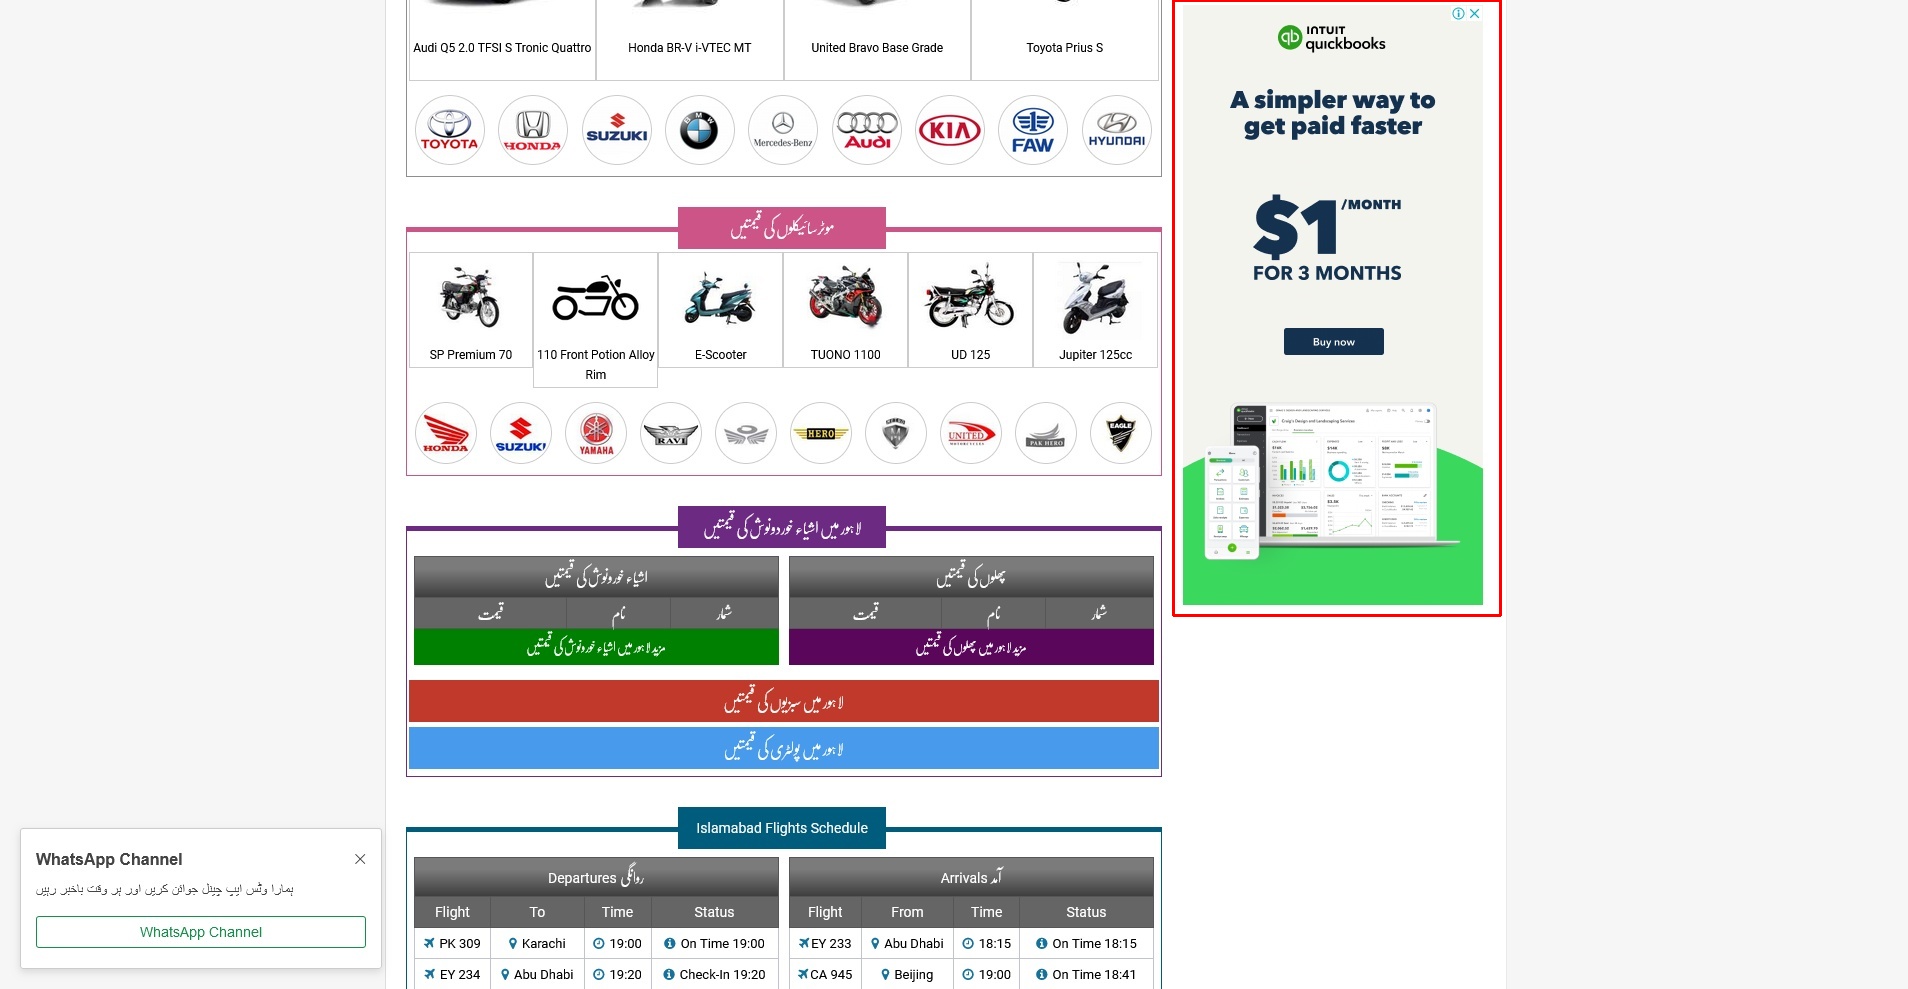 Audi Q5 2.0 TFSI S Tronic Quattro
Honda BR-V i-VTEC MT
United Bravo Base Grade
Toyota Prius S
TOYOTA
HONDA
SUZUKI
BMW
Mercedes-Benz
Audi
KIA
FAW
HYUNDAI
موٹرسائیکلوں کی قیمتیں
SP Premium 70
110 Front Potion Alloy
Rim
E-Scooter
TUONO 1100
UD 125
Jupiter 125cc
HONDA
SUZUKI
YAMAHA
RAVI
HERO
UNITED
MOTORCYCLES
PAK HERO
EAGLE
لاہور میں اشیاء خوردونوش کی قیمتیں
پھلوں کی قیمتیں
شمار نام قیمت
مزید لاہور میں پھلوں کی قیمتیں
اشیاء خورونوش کی قیمتیں
شمار نام قیمت
مزید لاہور میں اشیاء خورونوش کی قیمتیں
لاہور میں سبزیوں کی قیمتیں
لاہور میں پولٹری کی قیمتیں
Islamabad Flights Schedule
Departures روانگی
Flight To Time Status
PK 309 Karachi 19:00 On Time 19:00
EY 234 Abu Dhabi 19:20 Check-In 19:20
Arrivals آمد
Flight From Time Status
EY 233 Abu Dhabi 18:15 On Time 18:15
CA 945 Beijing 19:00 On Time 18:41
WhatsApp Channel
ہمارا وٹس ایپ چینل جوائن کریں اور ہر وقت باخبر رہیں
WhatsApp Channel
INTUIT
quickbooks
A simpler way to
get paid faster
$1 /MONTH
FOR 3 MONTHS
Buy now
Craig's Design and Landscaping Services